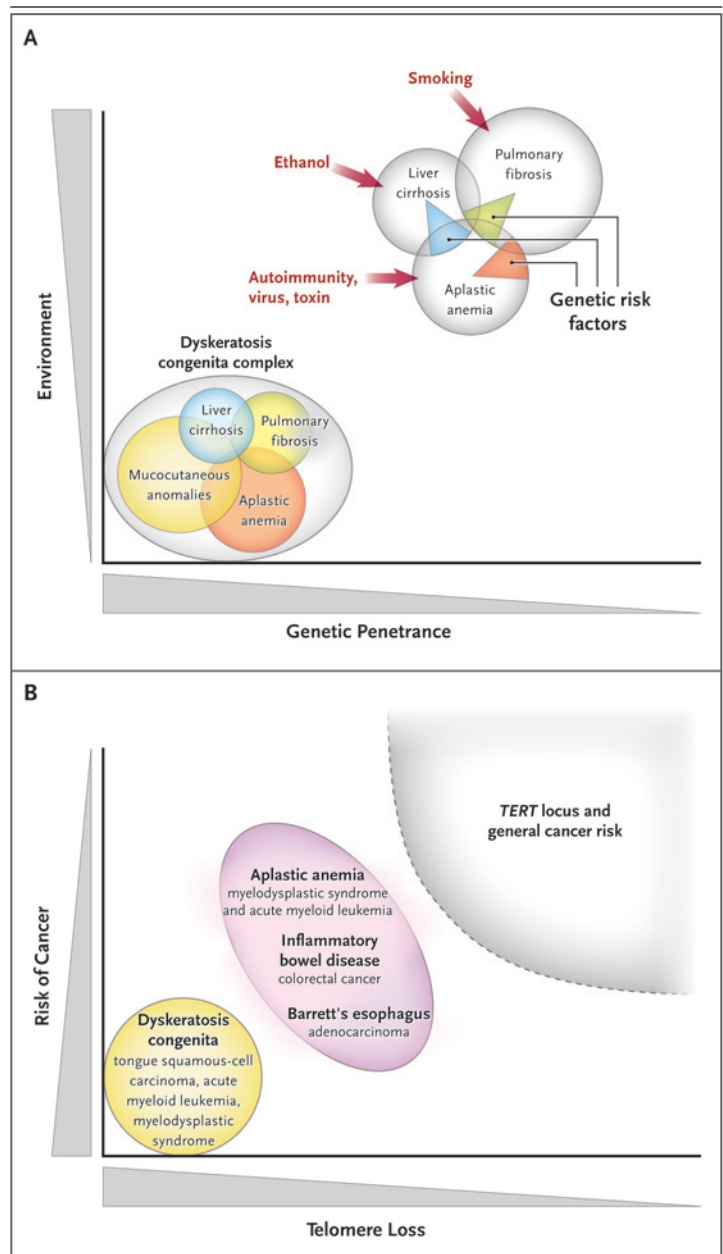 A
Smoking
Pulmonary
fibrosis
Ethanol
Liver
cirrhosis
Autoimmunity,
virus, toxin
Aplastic
anemia
Genetic risk
factors
Environment
Dyskeratosis
congenita complex
Liver
cirrhosis
Pulmonary
fibrosis
Mucocutaneous
anomalies
Aplastic
anemia
Genetic Penetrance
B
TERT locus and
general cancer risk
Aplastic anemia
myelodysplastic syndrome
and acute myeloid leukemia
Inflammatory
bowel disease
colorectal cancer
Barrett's esophagus
adenocarcinoma
Risk of Cancer
Dyskeratosis
congenita
tongue squamous-cell
carcinoma, acute
myeloid leukemia,
myelodysplastic
syndrome
Telomere Loss